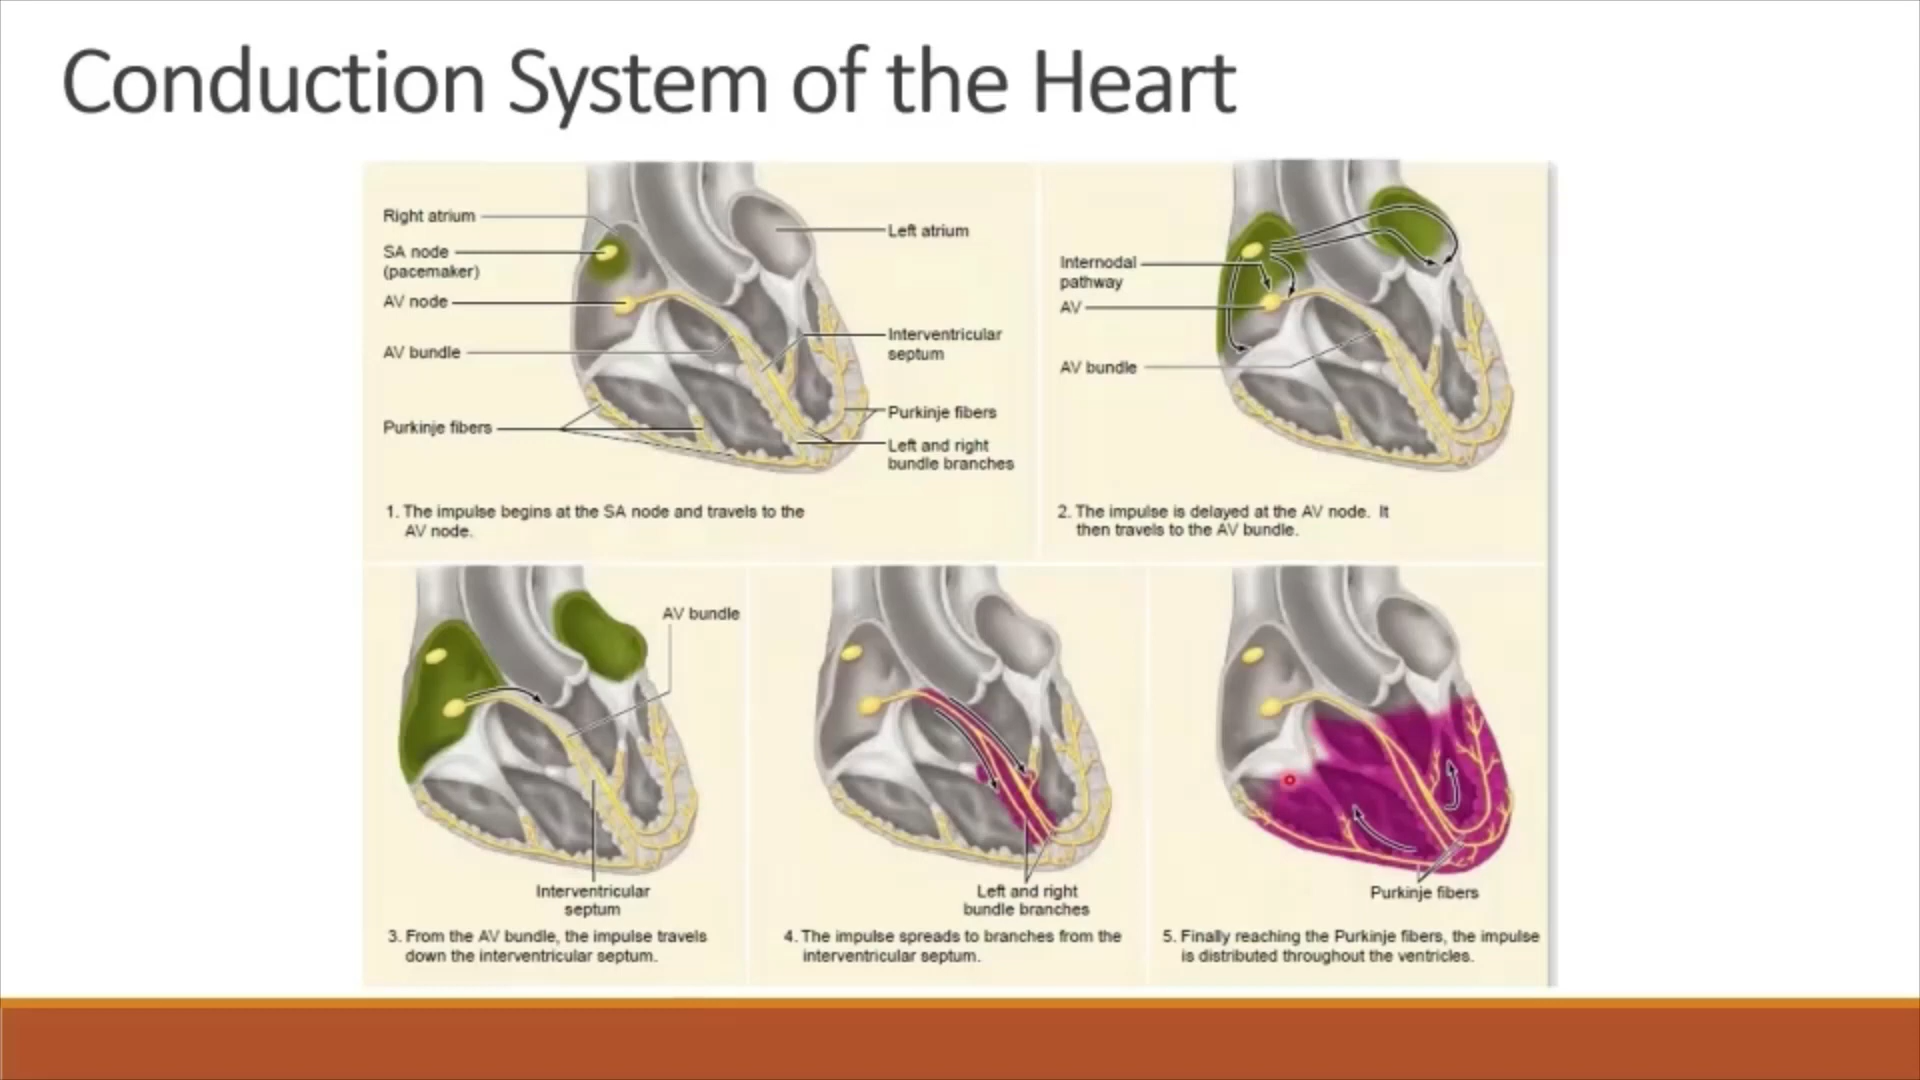 Conduction System of the Heart
Right atrium
SA node
(pacemaker)
AV node
AV bundle
Purkinje fibers
Left atrium
Interventricular
septum
Purkinje fibers
Left and right
bundle branches
1. The impulse begins at the SA node and travels to the
AV node.
Internodal
pathway
AV
AV bundle
2. The impulse is delayed at the AV node. It
then travels to the AV bundle.
AV bundle
Interventricular
septum
3. From the AV bundle, the impulse travels
down the interventricular septum.
Left and right
bundle branches
4. The impulse spreads to branches from the
interventricular septum.
Purkinje fibers
5. Finally reaching the Purkinje fibers, the impulse
is distributed throughout the ventricles.